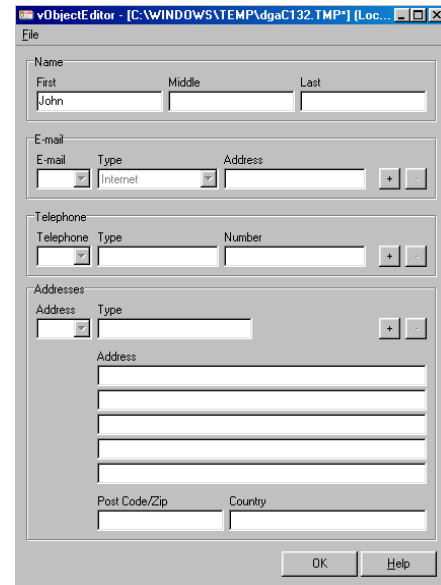 vObjectEditor - [C:\WINDOWS\TEMP\dgaC132.TMP*] (Loc...
File
Name
First Middle Last
John
E-mail
E-mail Type Address
Internet + -
Telephone
Telephone Type Number
+ -
Addresses
Address Type
+ -
Address
Post Code/Zip Country
OK Help